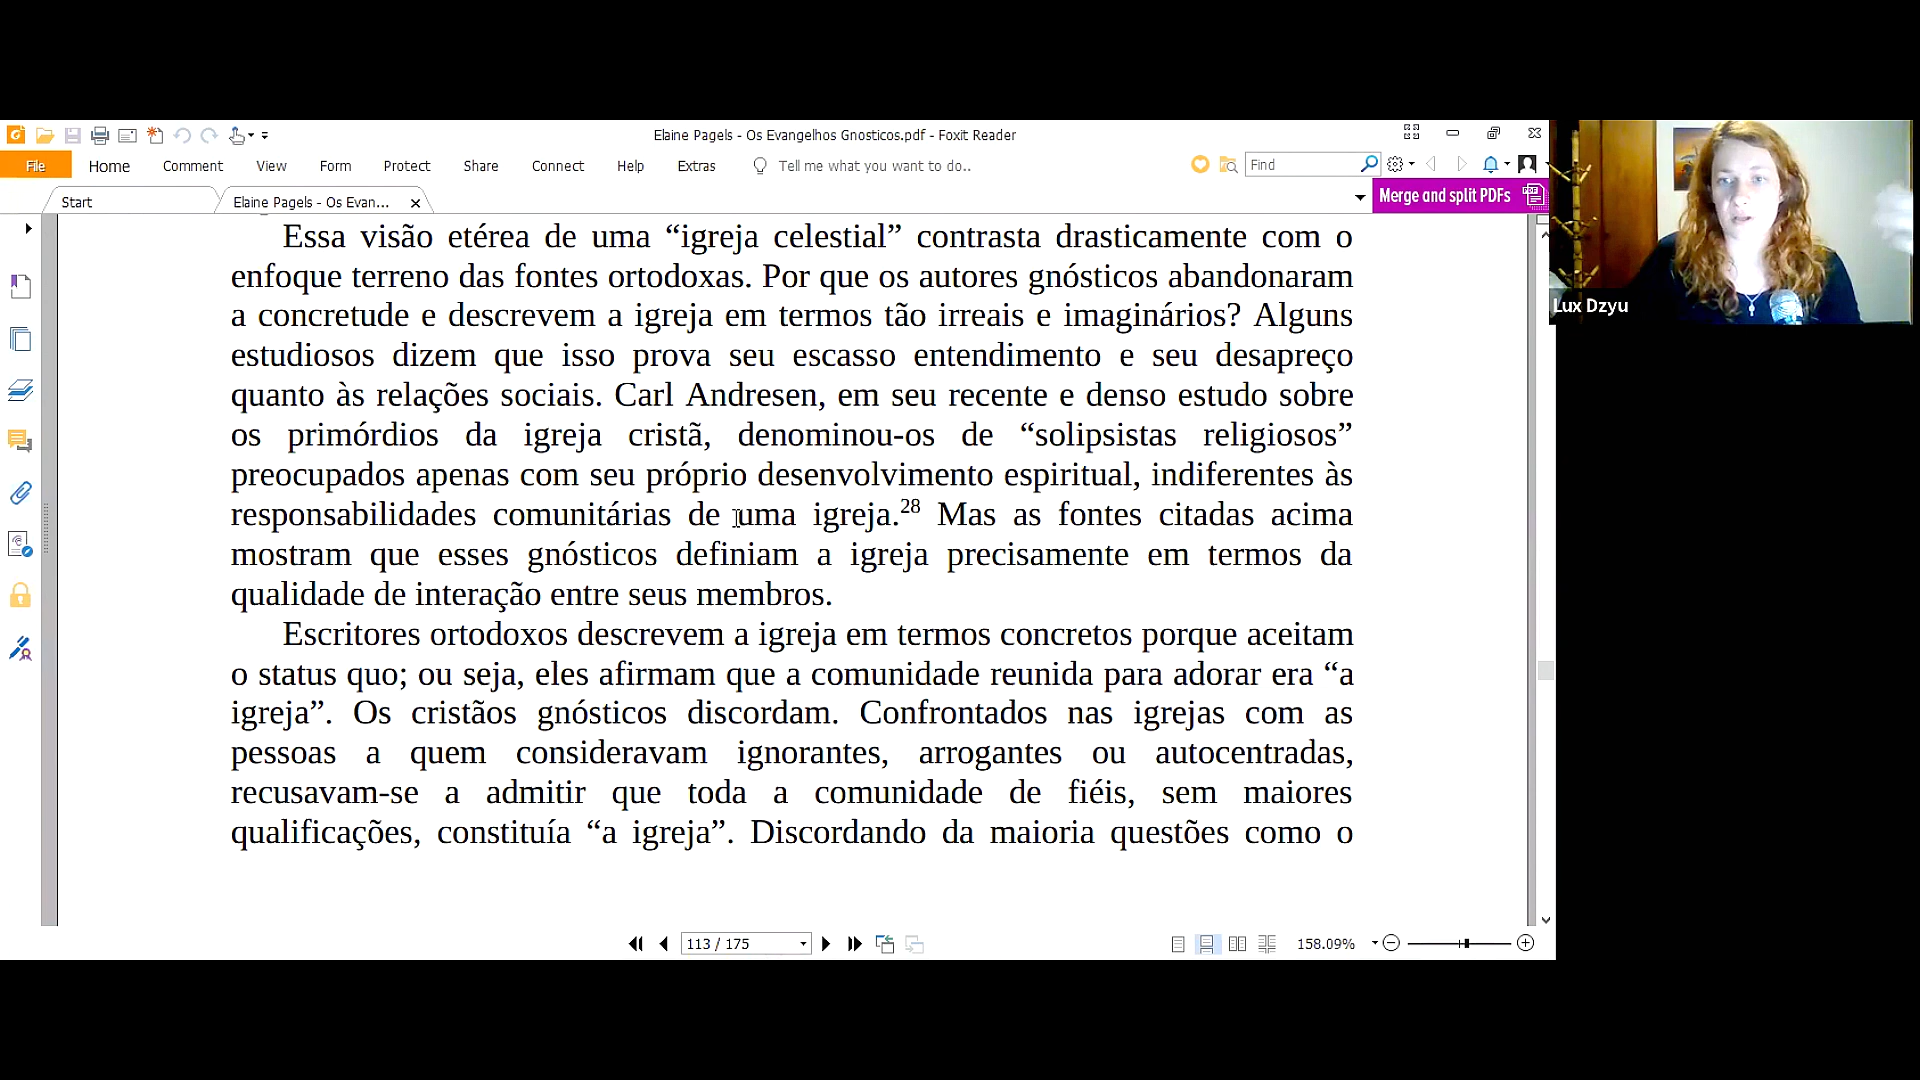 Elaine Pagels - Os Evangelhos Gnosticos.pdf - Foxit Reader
File Home Comment View Form Protect Share Connect Help Extras Tell me what you want to do.. Find
Start Elaine Pagels - Os Evan... Merge and split PDFs
Essa visão etérea de uma “igreja celestial” contrasta drasticamente com o
enfoque terreno das fontes ortodoxas. Por que os autores gnósticos abandonaram
a concretude e descrevem a igreja em termos tão irreais e imaginários? Alguns
estudiosos dizem que isso prova seu escasso entendimento e seu desapreço
quanto às relações sociais. Carl Andresen, em seu recente e denso estudo sobre
os primórdios da igreja cristã, denominou-os de “solipsistas religiosos”
preocupados apenas com seu próprio desenvolvimento espiritual, indiferentes às
responsabilidades comunitárias de uma igreja.28 Mas as fontes citadas acima
mostram que esses gnósticos definiam a igreja precisamente em termos da
qualidade de interação entre seus membros.
Escritores ortodoxos descrevem a igreja em termos concretos porque aceitam
o status quo; ou seja, eles afirmam que a comunidade reunida para adorar era “a
igreja”. Os cristãos gnósticos discordam. Confrontados nas igrejas com as
pessoas a quem consideravam ignorantes, arrogantes ou autocentradas,
recusavam-se a admitir que toda a comunidade de fiéis, sem maiores
qualificações, constituía “a igreja”. Discordando da maioria questões como o
113 / 175 158.09%
Lux Dzyu